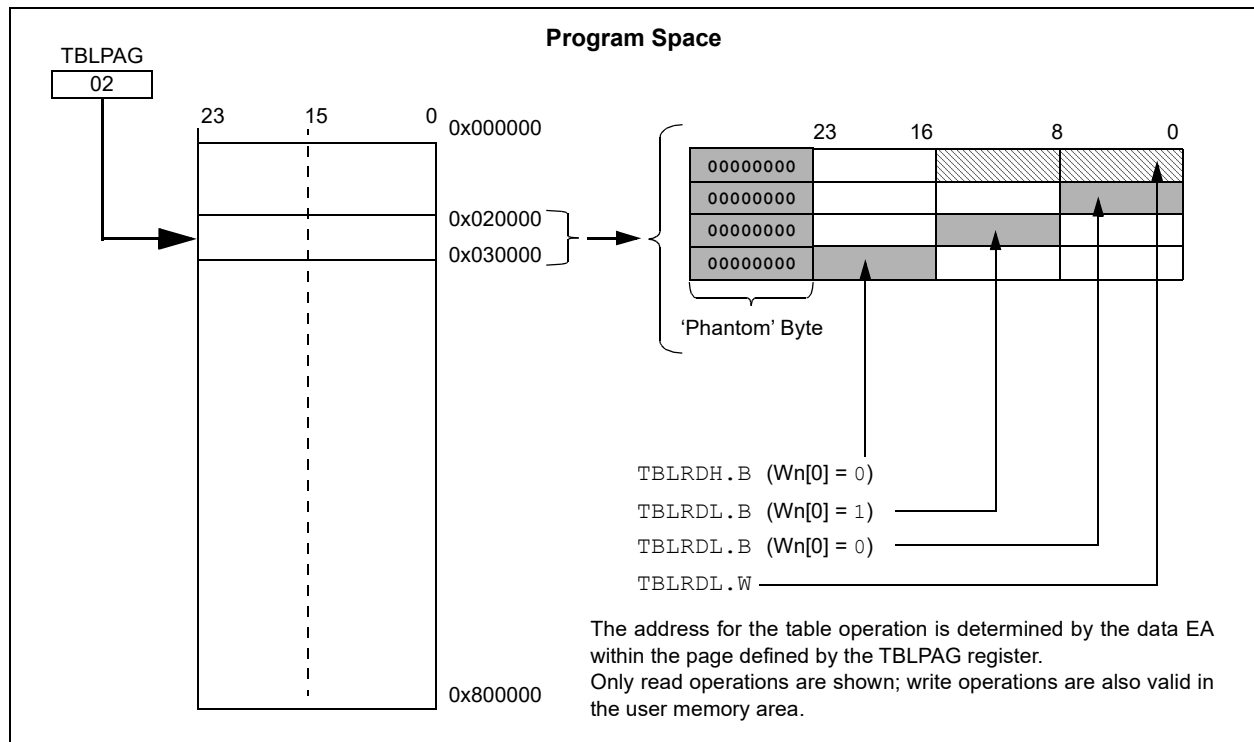 Program Space
TBLPAG
02
23 15 0
0x000000
0x020000
0x030000
0x800000
23 16 8 0
00000000
00000000
00000000
00000000
‘Phantom’ Byte
TBLRDH.B (Wn[0] = 0)
TBLRDL.B (Wn[0] = 1)
TBLRDL.B (Wn[0] = 0)
TBLRDL.W
The address for the table operation is determined by the data EA
within the page defined by the TBLPAG register.
Only read operations are shown; write operations are also valid in
the user memory area.